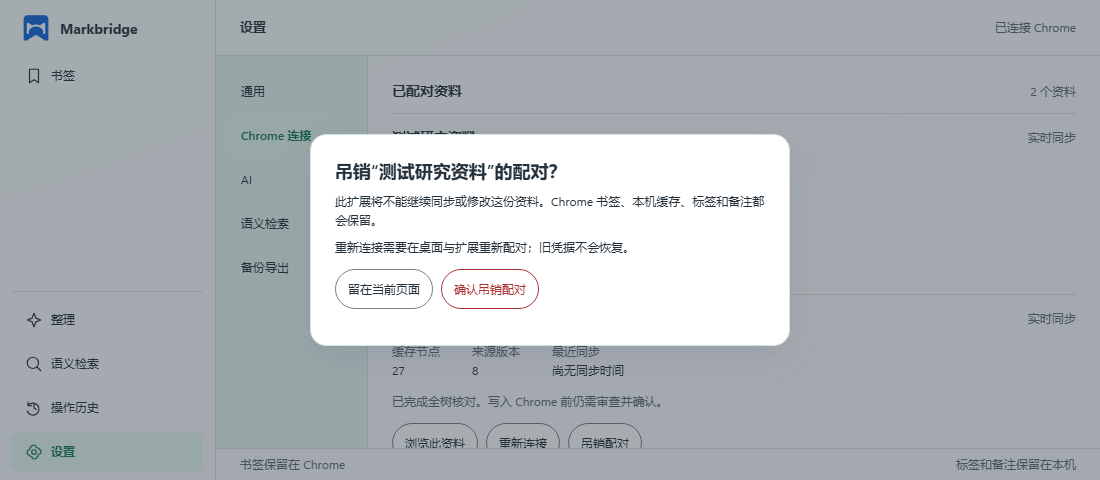 Markbridge
书签
整理
语义检索
操作历史
设置
设置
已连接 Chrome
通用
Chrome 连接
AI
语义检索
备份导出
已配对资料
2 个资料
测试研究资料
实时同步
吊销“测试研究资料”的配对?
此扩展将不能继续同步或修改这份资料。Chrome 书签、本机缓存、标签和备注都
会保留。
重新连接需要在桌面与扩展重新配对；旧凭据不会恢复。
留在当前页面
确认吊销配对
实时同步
缓存节点
来源版本
最近同步
27
8
尚无同步时间
已完成全树核对。写入 Chrome 前仍需审查并确认。
浏览此资料
重新连接
吊销配对
书签保留在 Chrome
标签和备注保留在本机